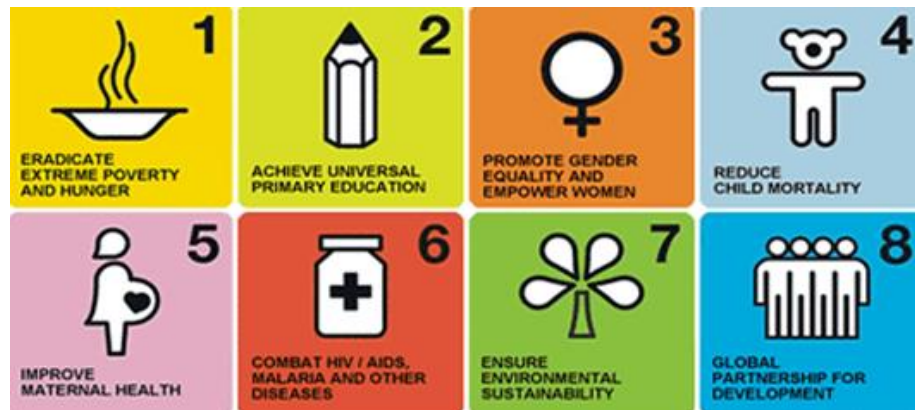 1
ERADICATE
EXTREME POVERTY
AND HUNGER
2
ACHIEVE UNIVERSAL
PRIMARY EDUCATION
3
PROMOTE GENDER
EQUALITY AND
EMPOWER WOMEN
4
REDUCE
CHILD MORTALITY
5
IMPROVE
MATERNAL HEALTH
6
COMBAT HIV / AIDS,
MALARIA AND OTHER
DISEASES
7
ENSURE
ENVIRONMENTAL
SUSTAINABILITY
8
GLOBAL
PARTNERSHIP FOR
DEVELOPMENT